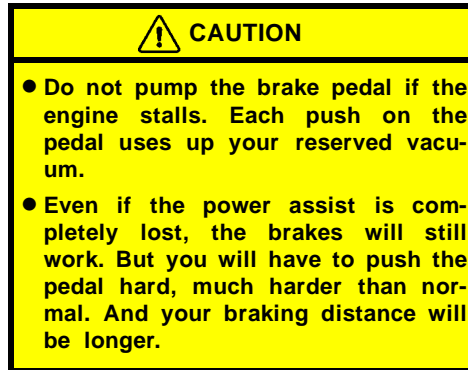 CAUTION
● Do not pump the brake pedal if the
engine stalls. Each push on the
pedal uses up your reserved vacu-
um.
● Even if the power assist is com-
pletely lost, the brakes will still
work. But you will have to push the
pedal hard, much harder than nor-
mal. And your braking distance will
be longer.